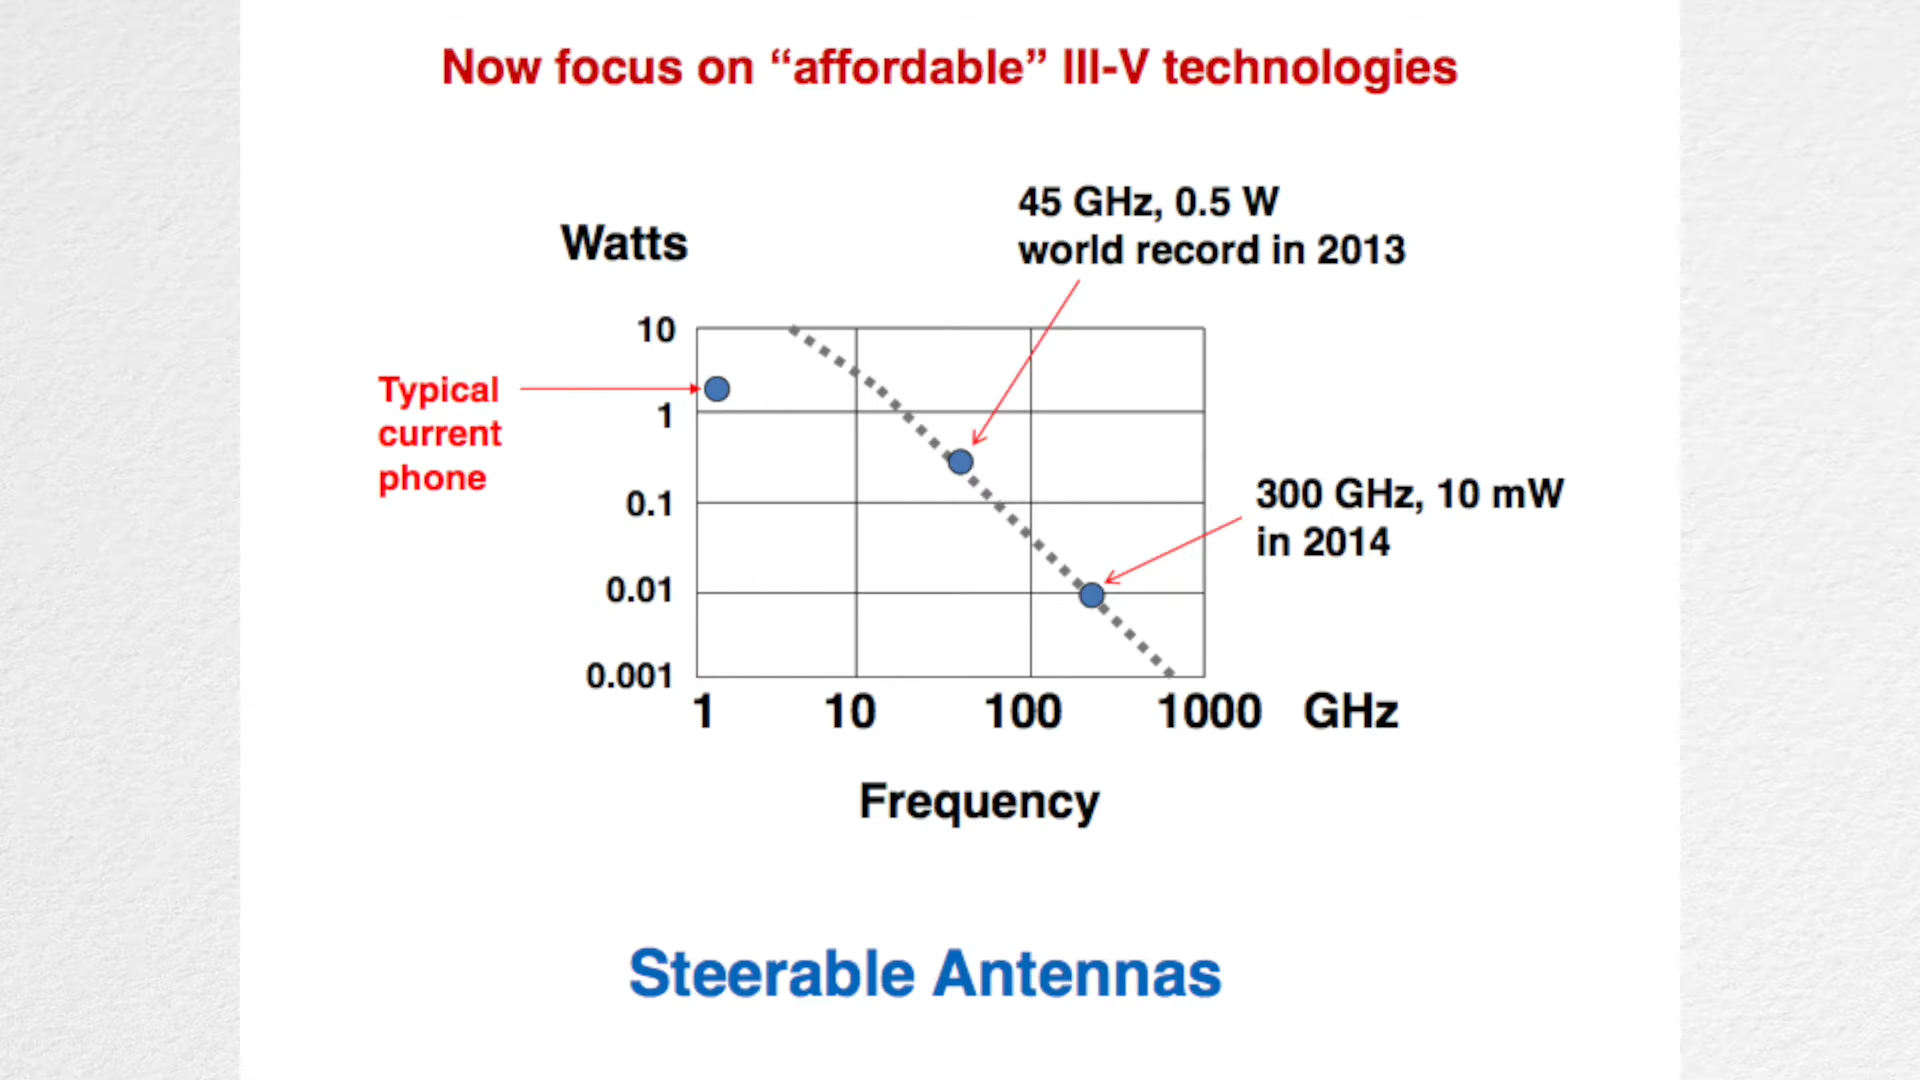 Now focus on “affordable” III-V technologies
45 GHz, 0.5 W
world record in 2013
Watts
10
Typical
current
phone
1
300 GHz, 10 mW
in 2014
0.1
0.01
0.001
1 10 100 1000 GHz
Frequency
Steerable Antennas